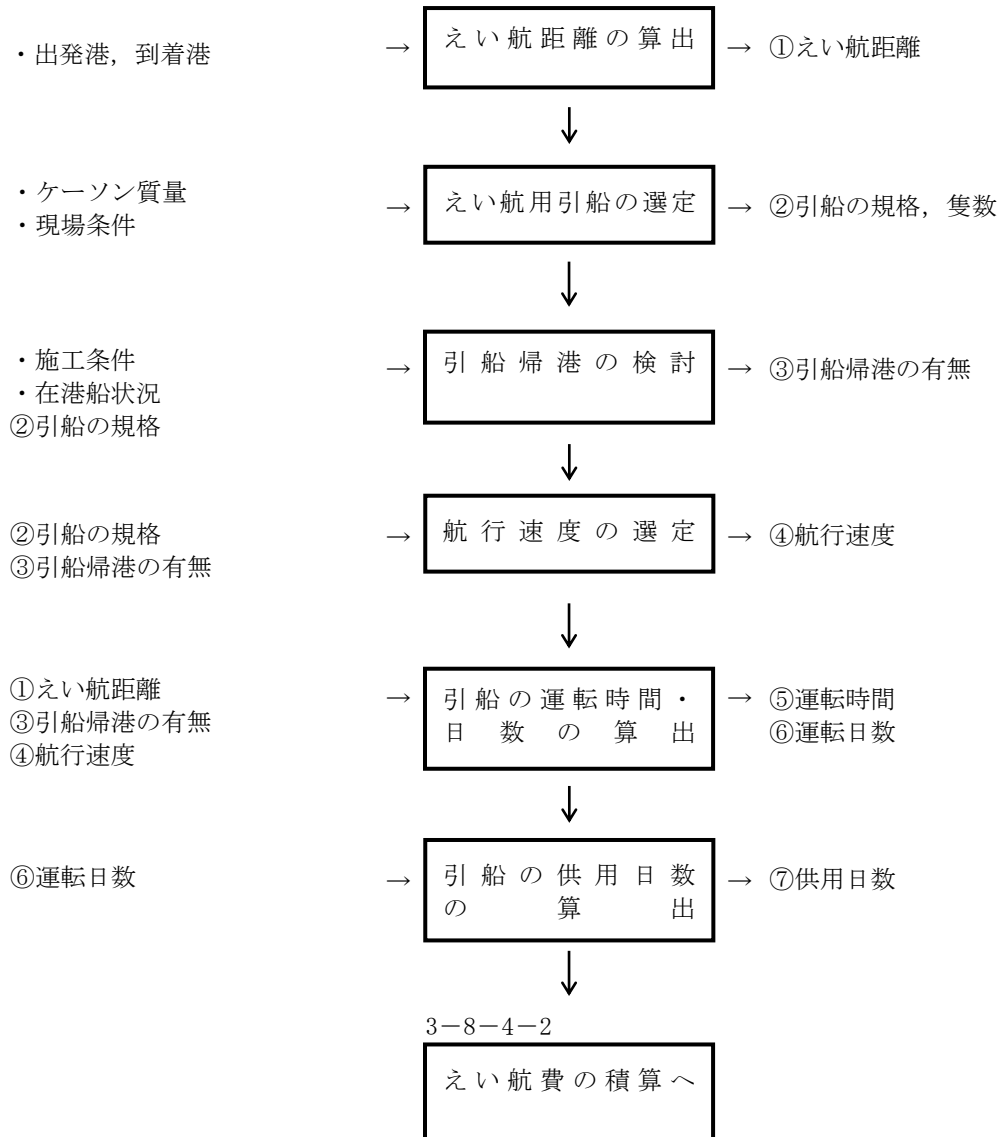 ・出発港，到着港 → えい航距離の算出 → ①えい航距離
↓
・ケーソン質量
・現場条件
→ えい航用引船の選定 → ②引船の規格，隻数
↓
・施工条件
・在港船状況
②引船の規格
→ 引船帰港の検討 → ③引船帰港の有無
↓
②引船の規格
③引船帰港の有無
→ 航行速度の選定 → ④航行速度
↓
①えい航距離
③引船帰港の有無
④航行速度
→ 引船の運転時間・
日数の算出
→ ⑤運転時間
⑥運転日数
↓
⑥運転日数
→ 引船の供用日数
の算出
→ ⑦供用日数
↓
3－8－4－2
えい航費の積算へ